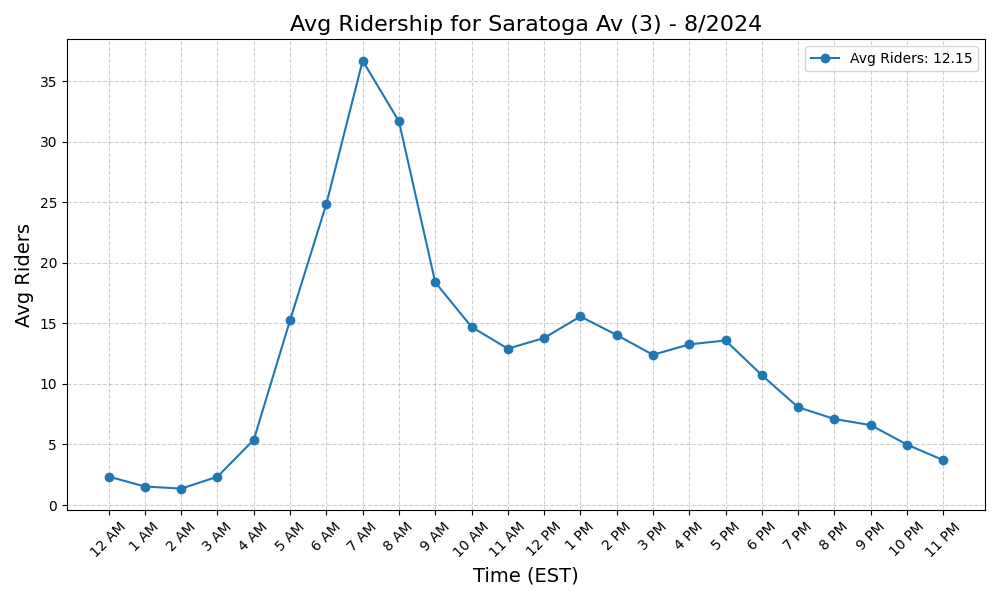 Avg Ridership for Saratoga Av (3) - 8/2024
Avg Riders: 12.15
Avg Riders
35
30
25
20
15
10
5
0
12 AM
1 AM
2 AM
3 AM
4 AM
5 AM
6 AM
7 AM
8 AM
9 AM
10 AM
11 AM
12 PM
1 PM
2 PM
3 PM
4 PM
5 PM
6 PM
7 PM
8 PM
9 PM
10 PM
11 PM
Time (EST)